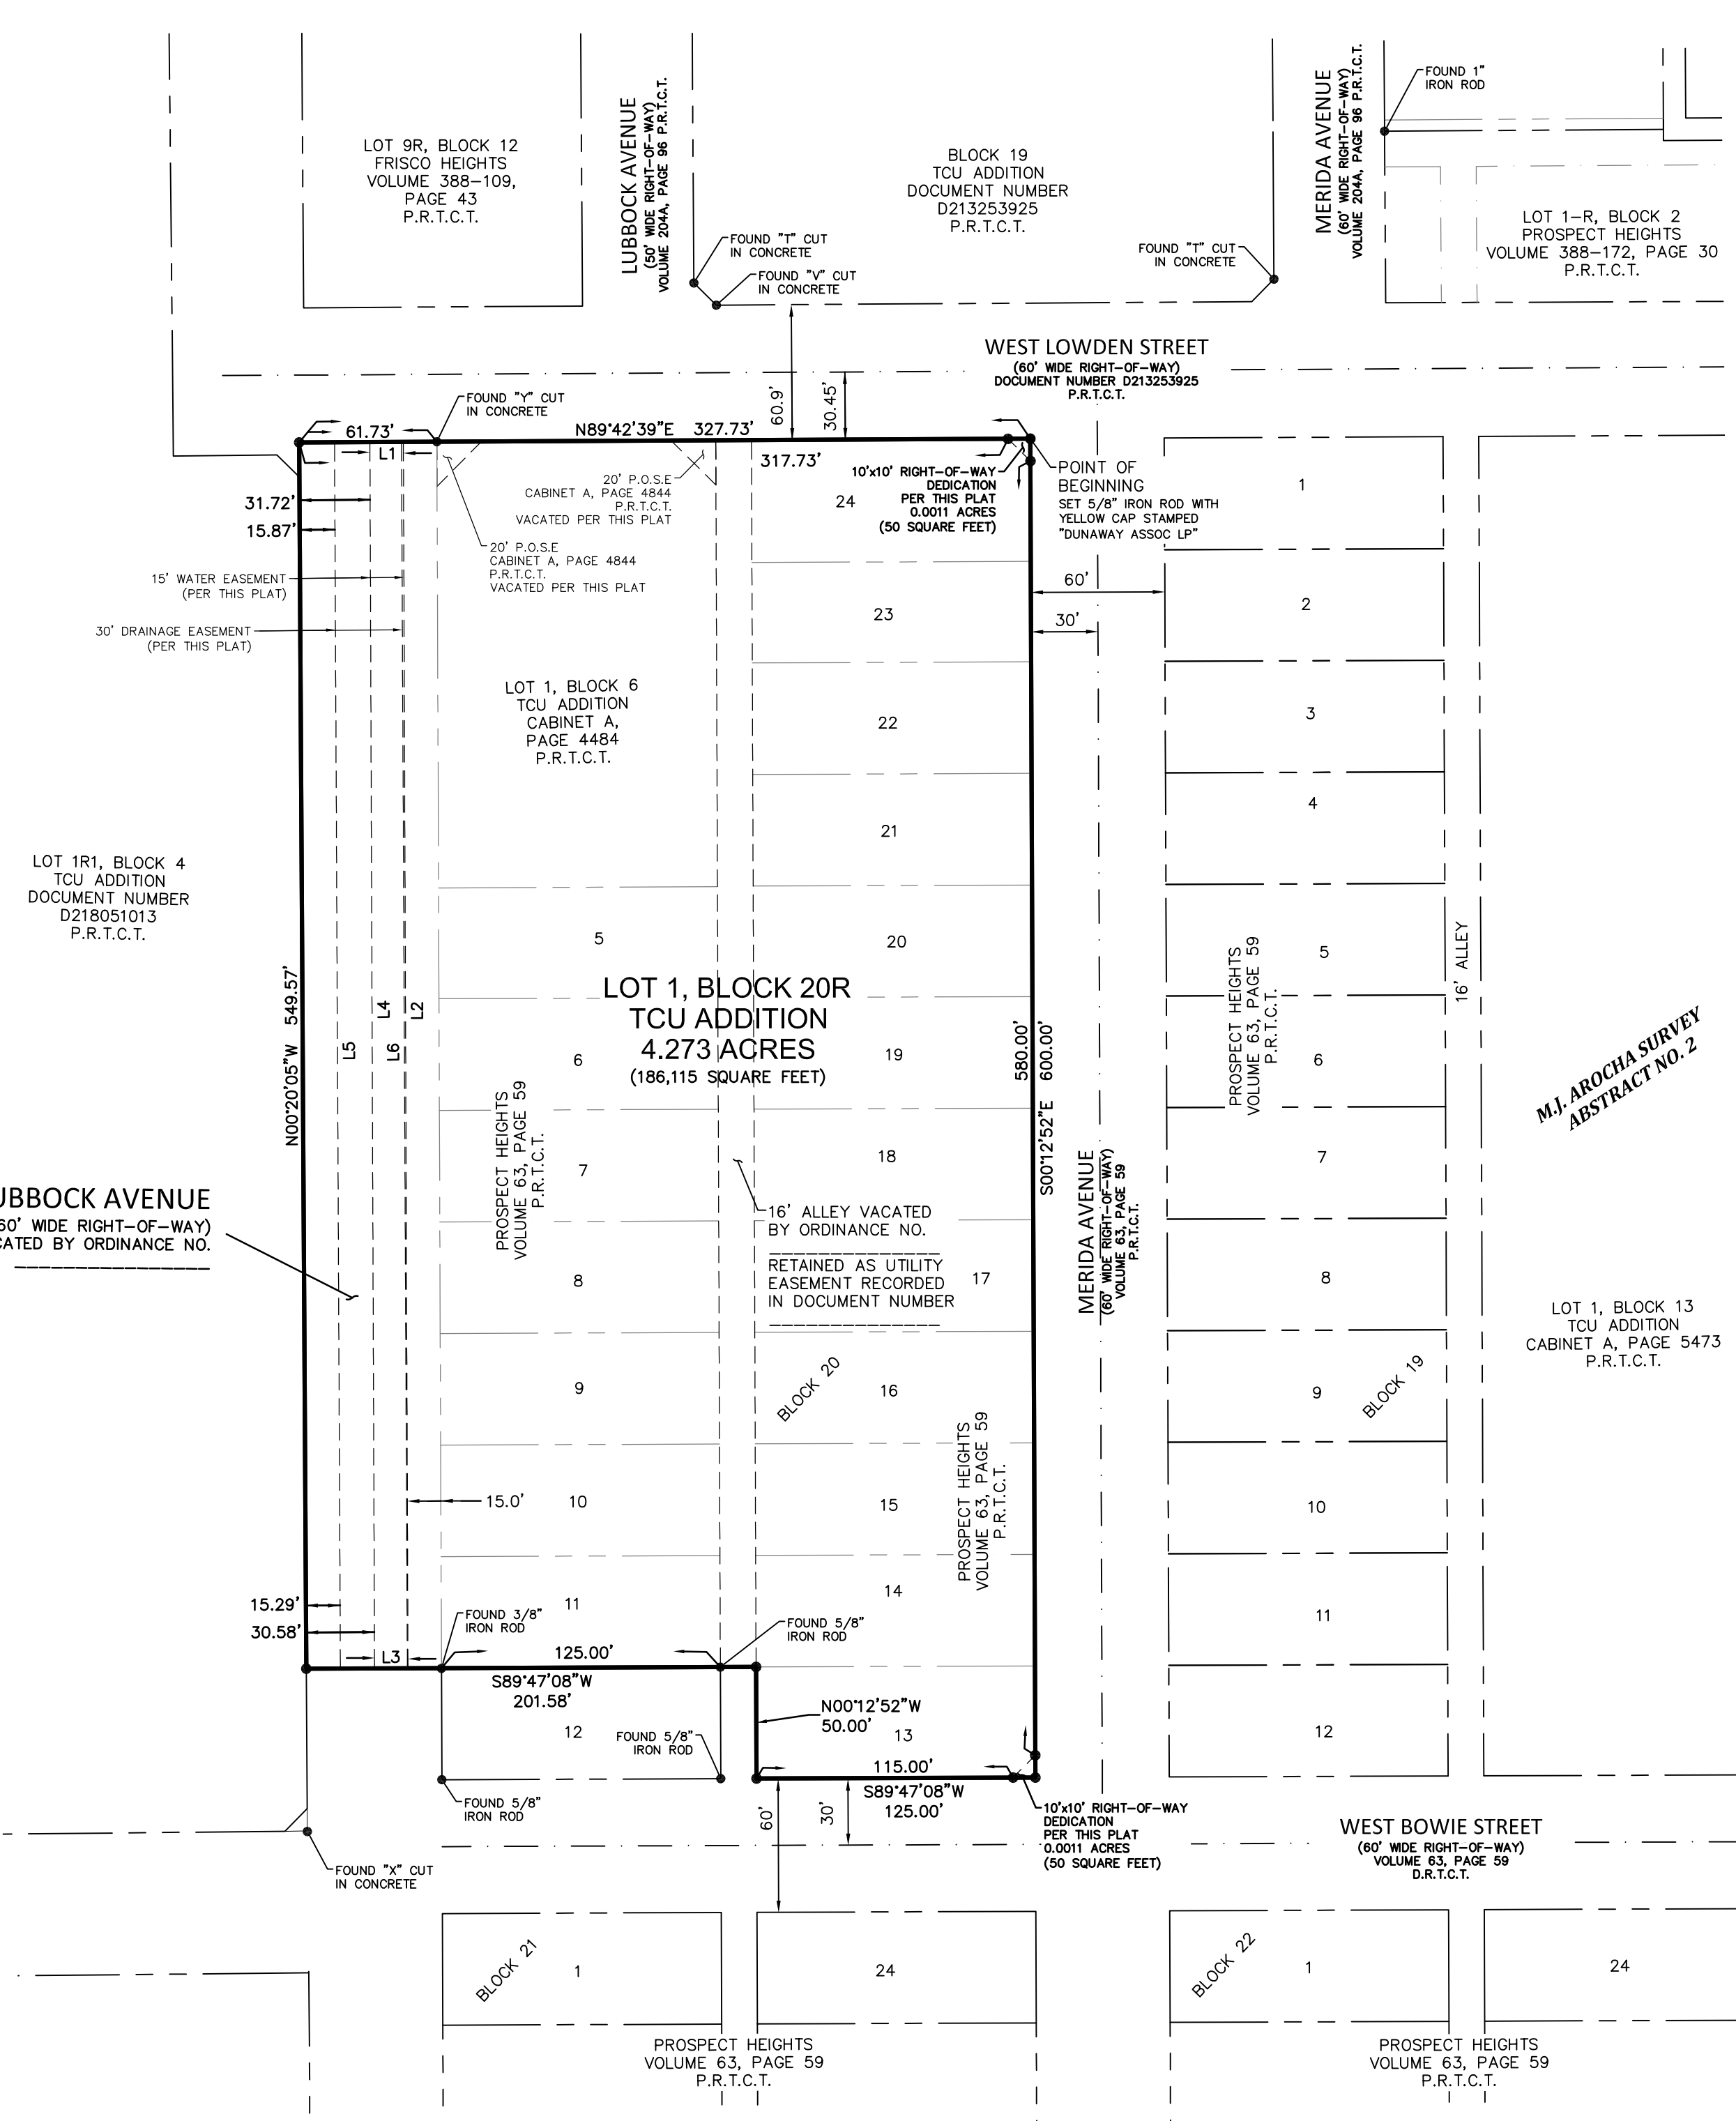 LOT 9R, BLOCK 12
FRISCO HEIGHTS
VOLUME 388-109,
PAGE 43
P.R.T.C.T.
LUBBOCK AVENUE
(50' WIDE RIGHT-OF-WAY)
VOLUME 204A, PAGE 96 P.R.T.C.T.
BLOCK 19
TCU ADDITION
DOCUMENT NUMBER
D213253925
P.R.T.C.T.
MERIDA AVENUE
(60' WIDE RIGHT-OF-WAY)
VOLUME 204A, PAGE 96 P.R.T.C.T.
FOUND 1"
IRON ROD
LOT 1-R, BLOCK 2
PROSPECT HEIGHTS
VOLUME 388-172, PAGE 30
P.R.T.C.T.
FOUND "T" CUT
IN CONCRETE
FOUND "V" CUT
IN CONCRETE
FOUND "T" CUT
IN CONCRETE
WEST LOWDEN STREET
(60' WIDE RIGHT-OF-WAY)
DOCUMENT NUMBER D213253925
P.R.T.C.T.
60.9'
30.45'
FOUND "Y" CUT
IN CONCRETE
61.73'
N89°42'39"E 327.73'
317.73'
L1
31.72'
15.87'
20' P.O.S.E
CABINET A, PAGE 4844
P.R.T.C.T.
VACATED PER THIS PLAT
20' P.O.S.E
CABINET A, PAGE 4844
P.R.T.C.T.
VACATED PER THIS PLAT
10'x10' RIGHT-OF-WAY
DEDICATION
PER THIS PLAT
0.0011 ACRES
(50 SQUARE FEET)
POINT OF
BEGINNING
SET 5/8" IRON ROD WITH
YELLOW CAP STAMPED
"DUNAWAY ASSOC LP"
15' WATER EASEMENT
(PER THIS PLAT)
30' DRAINAGE EASEMENT
(PER THIS PLAT)
60'
30'
24
23
22
21
20
19
18
17
16
15
14
13
LOT 1, BLOCK 6
TCU ADDITION
CABINET A,
PAGE 4484
P.R.T.C.T.
LOT 1R1, BLOCK 4
TCU ADDITION
DOCUMENT NUMBER
D218051013
P.R.T.C.T.
N00°20'05"W 549.57'
L5
L4
L6
L2
5
6
7
8
9
10
11
12
LOT 1, BLOCK 20R
TCU ADDITION
4.273 ACRES
(186,115 SQUARE FEET)
PROSPECT HEIGHTS
VOLUME 63, PAGE 59
P.R.T.C.T.
580.00'
S00°12'52"E 600.00'
UBBOCK AVENUE
60' WIDE RIGHT-OF-WAY)
CATED BY ORDINANCE NO.
16' ALLEY VACATED
BY ORDINANCE NO.
RETAINED AS UTILITY
EASEMENT RECORDED
IN DOCUMENT NUMBER
BLOCK 20
PROSPECT HEIGHTS
VOLUME 63, PAGE 59
P.R.T.C.T.
MERIDA AVENUE
(60' WIDE RIGHT-OF-WAY)
VOLUME 63, PAGE 59
P.R.T.C.T.
1
2
3
4
5
6
7
8
9
10
11
12
PROSPECT HEIGHTS
VOLUME 63, PAGE 59
P.R.T.C.T.
BLOCK 19
16' ALLEY
M.J. AROCHA SURVEY
ABSTRACT NO. 2
LOT 1, BLOCK 13
TCU ADDITION
CABINET A, PAGE 5473
P.R.T.C.T.
15.0'
15.29'
30.58'
L3
FOUND 3/8"
IRON ROD
FOUND 5/8"
IRON ROD
125.00'
S89°47'08"W
201.58'
N00°12'52"W
50.00'
FOUND 5/8"
IRON ROD
FOUND 5/8"
IRON ROD
115.00'
S89°47'08"W
125.00'
60'
30'
10'x10' RIGHT-OF-WAY
DEDICATION
PER THIS PLAT
0.0011 ACRES
(50 SQUARE FEET)
WEST BOWIE STREET
(60' WIDE RIGHT-OF-WAY)
VOLUME 63, PAGE 59
D.R.T.C.T.
FOUND "X" CUT
IN CONCRETE
BLOCK 21
1
24
BLOCK 22
1
24
PROSPECT HEIGHTS
VOLUME 63, PAGE 59
P.R.T.C.T.
PROSPECT HEIGHTS
VOLUME 63, PAGE 59
P.R.T.C.T.